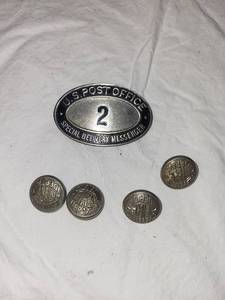 U.S. POST OFFICE
2
SPECIAL DELIVERY MESSENGER